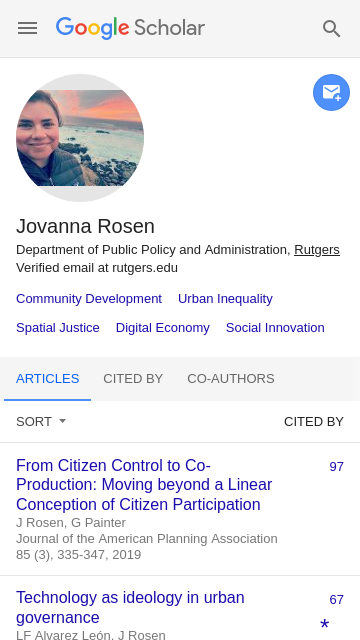 Google Scholar
Jovanna Rosen
Department of Public Policy and Administration, Rutgers
Verified email at rutgers.edu
Community Development Urban Inequality
Spatial Justice Digital Economy Social Innovation
ARTICLES CITED BY CO-AUTHORS
SORT CITED BY
From Citizen Control to Co- 97
Production: Moving beyond a Linear
Conception of Citizen Participation
J Rosen, G Painter
Journal of the American Planning Association
85 (3), 335-347, 2019
Technology as ideology in urban 67
governance *
LF Alvarez León, J Rosen